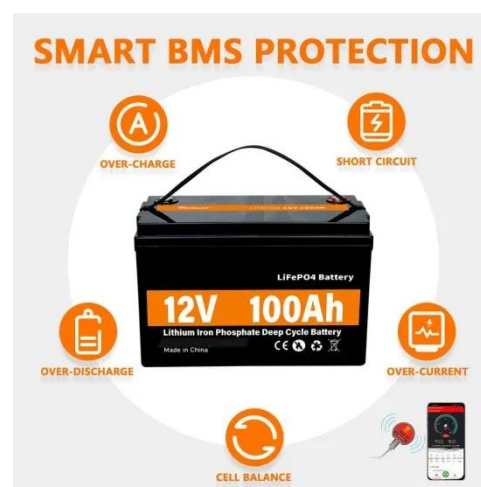 SMART BMS PROTECTION
A
OVER-CHARGE
SHORT CIRCUIT
LiFePO4 Battery
12V 100Ah
Lithium Iron Phosphate Deep Cycle Battery
Made in China
CE
OVER-DISCHARGE
OVER-CURRENT
CELL BALANCE